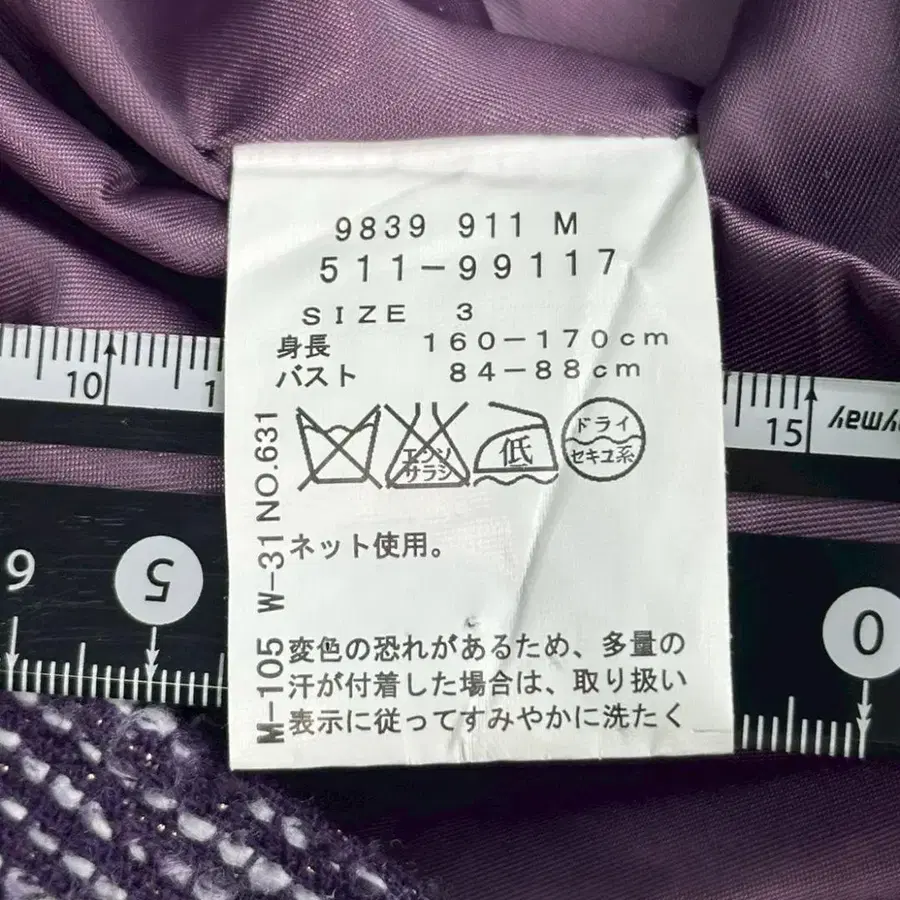 9839 911 M
511-99117
SIZE 3
身長 160-170cm
バスト 84-88cm
エンソ
サラシ
低
ドライ
セキユ系
ネット使用。
変色の恐れがあるため、多量の
汗が付着した場合は、取り扱い
表示に従ってすみやかに洗たく
M-105 W-31 NO.631
10
1
15
9
5
0